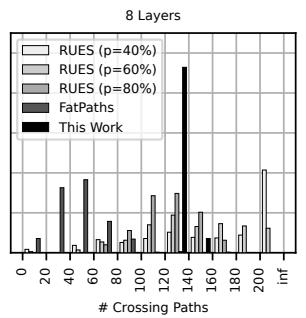 8 Layers
RUES (p=40%)
RUES (p=60%)
RUES (p=80%)
FatPaths
This Work
0 20 40 60 80 100 120 140 160 180 200 inf
# Crossing Paths